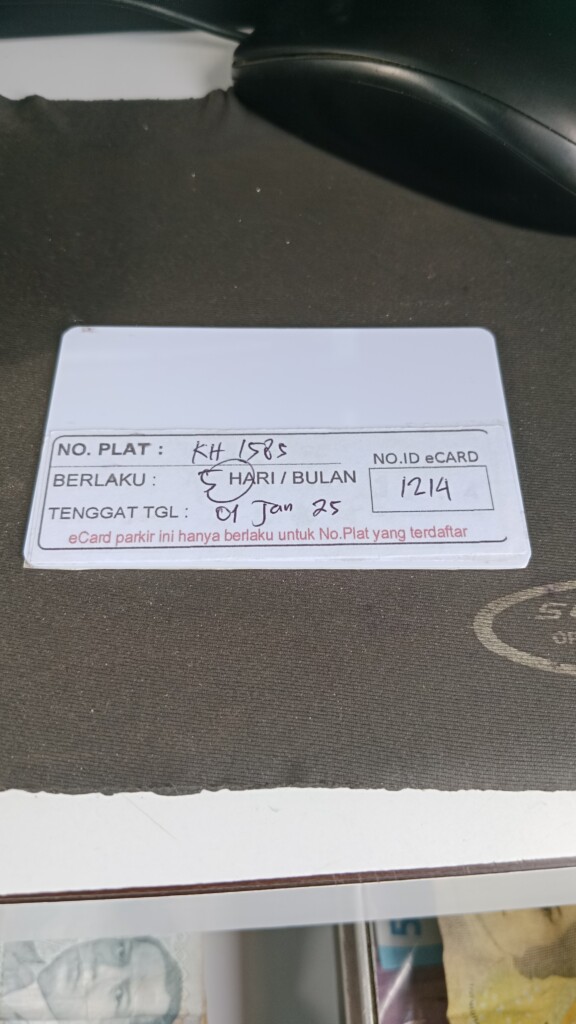 NO. PLAT : KH 1585
BERLAKU : 5 HARI / BULAN
NO.ID eCARD
1214
TENGGAT TGL : 01 Jan 25
eCard parkir ini hanya berlaku untuk No.Plat yang terdaftar